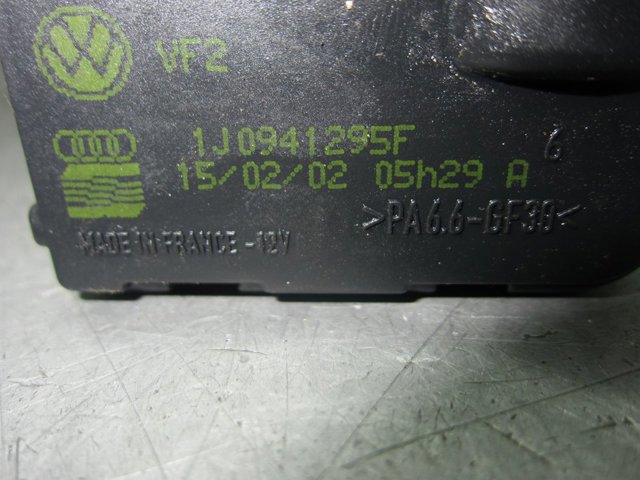 VF2
1J0941295F
6
15/02/02 05h29 A
>PA6.6-GF30<
MADE IN FRANCE -12V